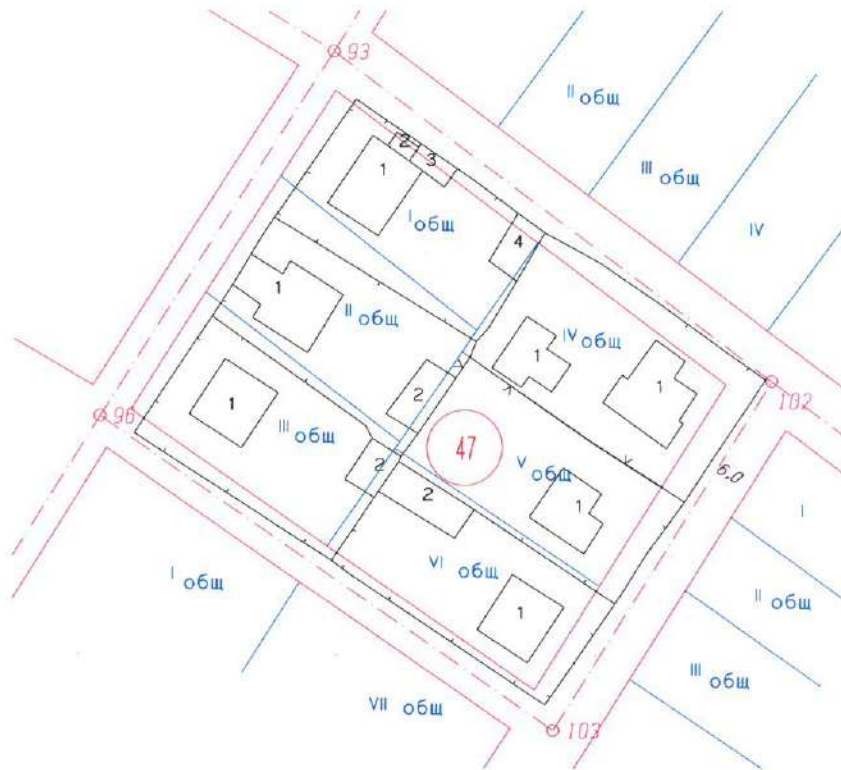 93
II общ
2
3
1
III общ
I общ
IV
4
1
II общ
IV общ
1
1
102
96
2
1
III общ
47
V общ
6.0
2
2
1
I
VI общ
I общ
II общ
1
III общ
VII общ
103